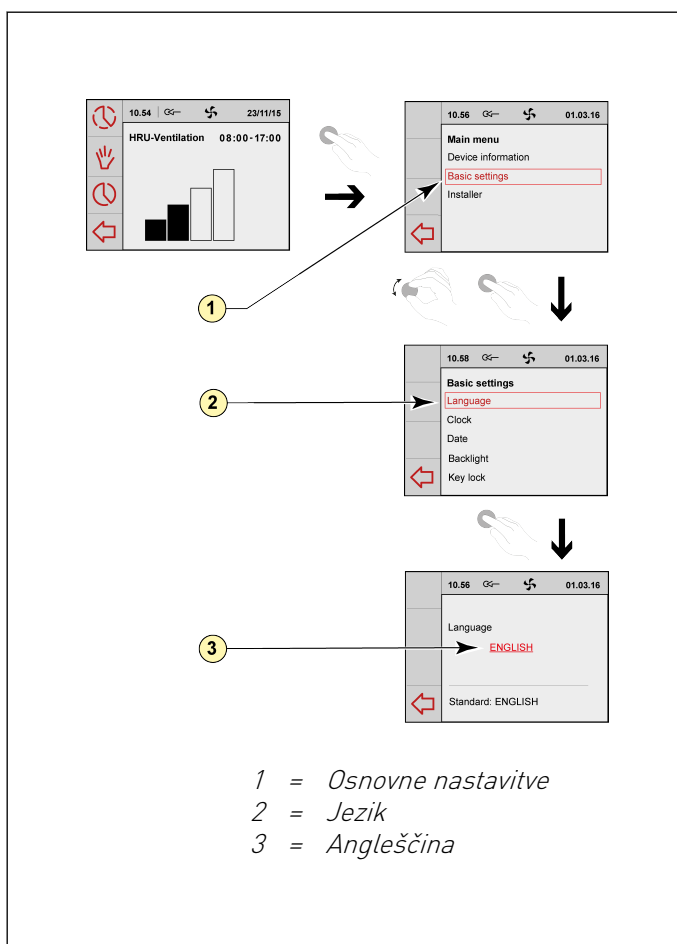 10.54 23/11/15
HRU-Ventilation 08:00-17:00
10.56 01.03.16
Main menu
Device information
Basic settings
Installer
1
10.58 01.03.16
Basic settings
Language
Clock
Date
Backlight
Key lock
2
10.56 01.03.16
Language
ENGLISH
Standard: ENGLISH
3
1 = Osnovne nastavitve
2 = Jezik
3 = Angleščina